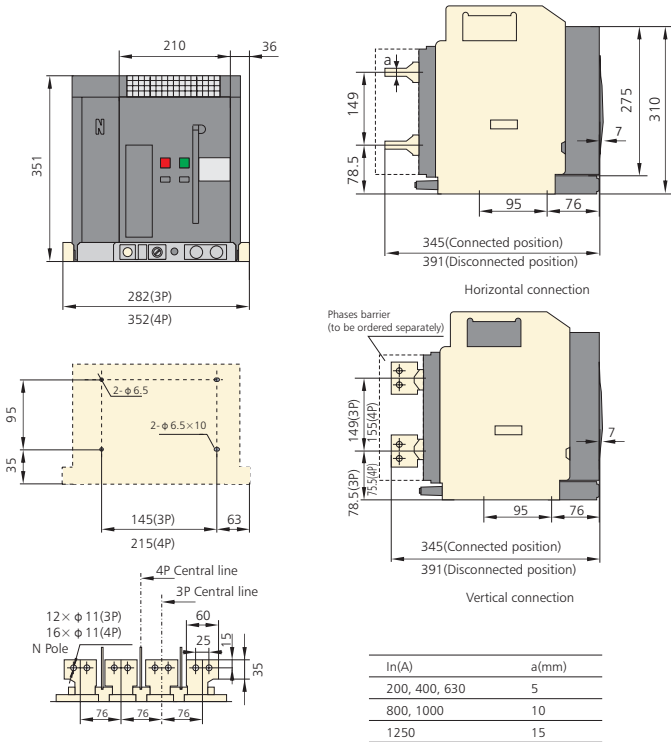 210
36
351
282(3P)
352(4P)
a
149
78.5
275
310
7
95
76
345(Connected position)
391(Disconnected position)
Horizontal connection
2-ϕ6.5
2-ϕ6.5×10
95
35
145(3P)
63
215(4P)
Phases barrier
(to be ordered separately)
149(3P)
155(4P)
78.5(3P)
75.5(4P)
7
95
76
345(Connected position)
391(Disconnected position)
Vertical connection
4P Central line
3P Central line
12×ϕ11(3P)
16×ϕ11(4P)
N Pole
60
25
15
35
76
76
76
In(A) a(mm)
200, 400, 630 5
800, 1000 10
1250 15